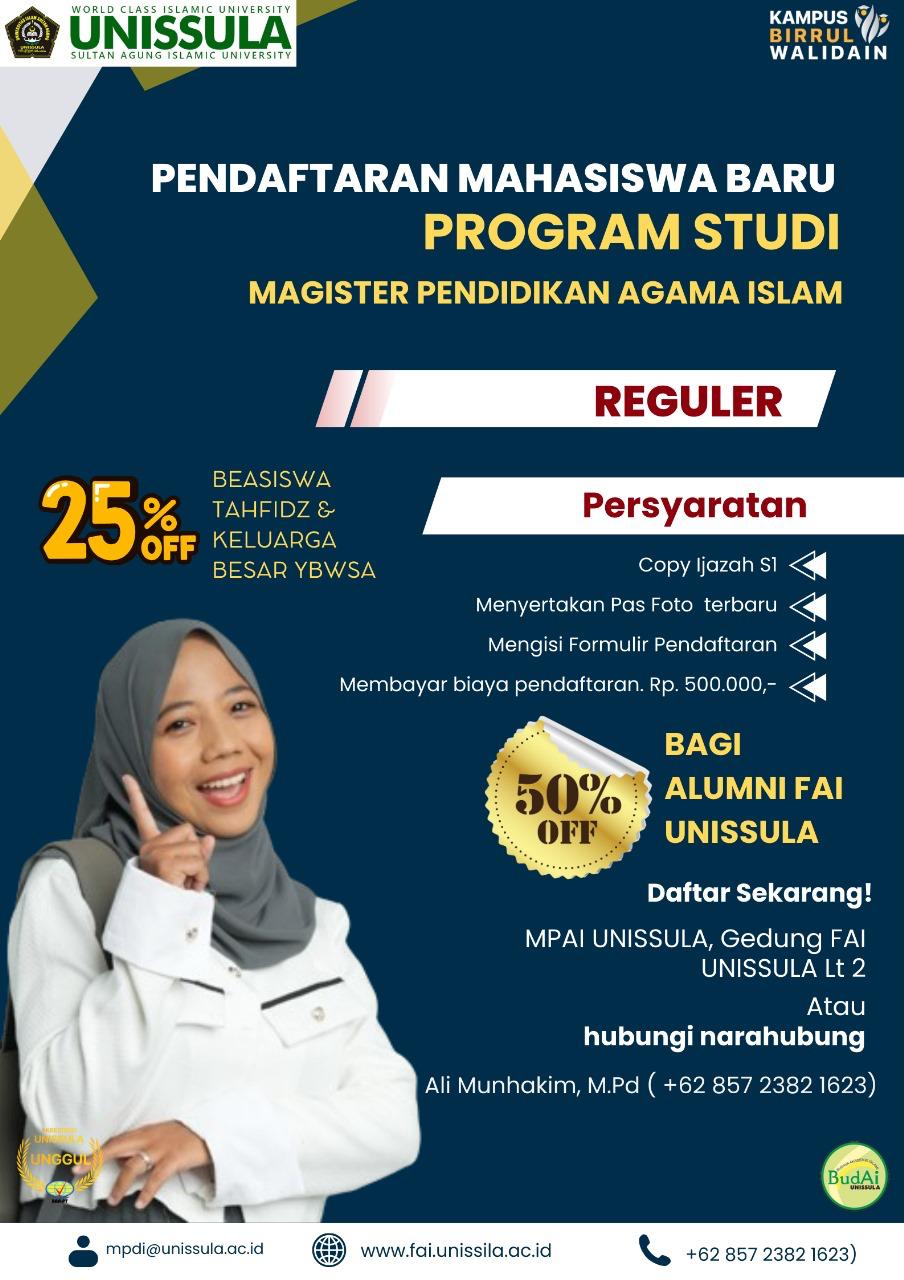 WORLD CLASS ISLAMIC UNIVERSITY
UNISSULA
SULTAN AGUNG ISLAMIC UNIVERSITY
KAMPUS
BIRRUL
WALIDAIN
PENDAFTARAN MAHASISWA BARU
PROGRAM STUDI
MAGISTER PENDIDIKAN AGAMA ISLAM
REGULER
25% OFF
BEASISWA
TAHFIDZ &
KELUARGA
BESAR YBWSA
Persyaratan
Copy Ijazah S1
Menyertakan Pas Foto terbaru
Mengisi Formulir Pendaftaran
Membayar biaya pendaftaran. Rp. 500.000,-
50%
OFF
BAGI
ALUMNI FAI
UNISSULA
Daftar Sekarang!
MPAI UNISSULA, Gedung FAI
UNISSULA Lt 2
Atau
hubungi narahubung
Ali Munhakim, M.Pd ( +62 857 2382 1623)
UNISSULA
UNGGUL
BudAi
UNISSULA
mpdi@unissula.ac.id
www.fai.unissila.ac.id
+62 857 2382 1623)